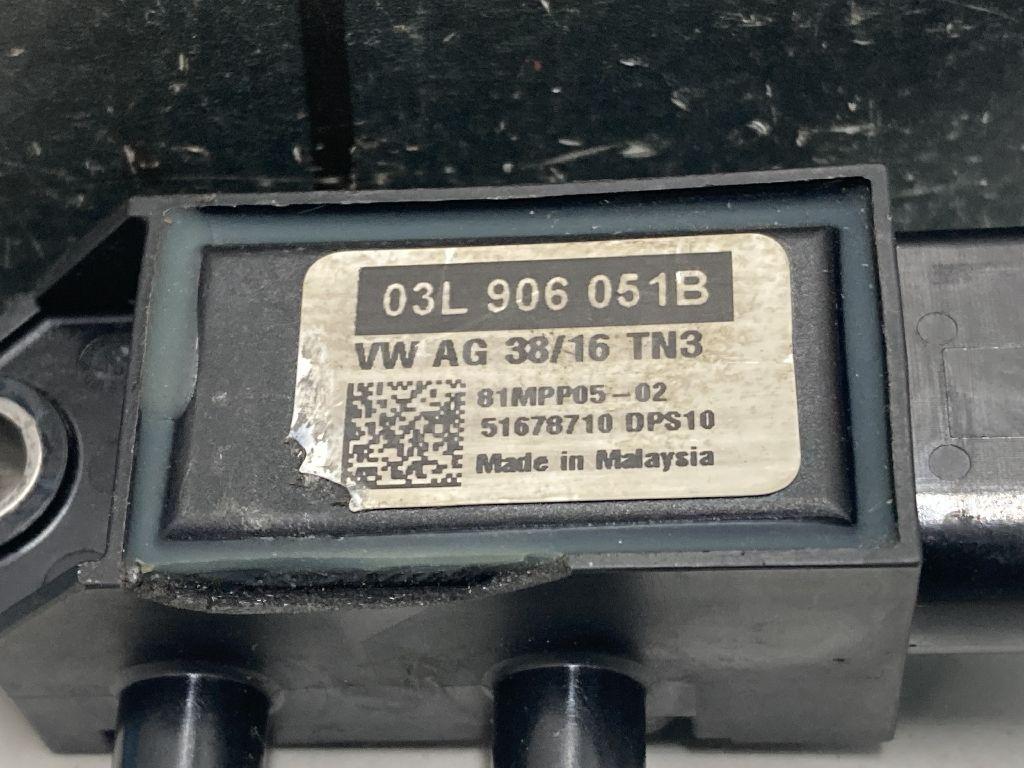 03L 906 051B
VW AG 38/16 TN3
81MPP05-02
51678710 DPS10
Made in Malaysia